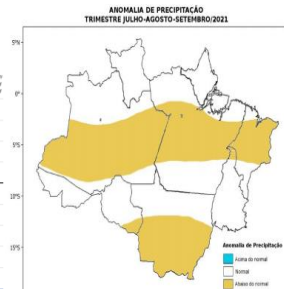 ANOMALIA DE PRECIPITAÇÃO
TRIMESTRE JULHO-AGOSTO-SETEMBRO/2021
5°N
0°
5°S
10°S
15°S
Anomalia de Precipitação
Acima do normal
Normal
Abaixo do normal